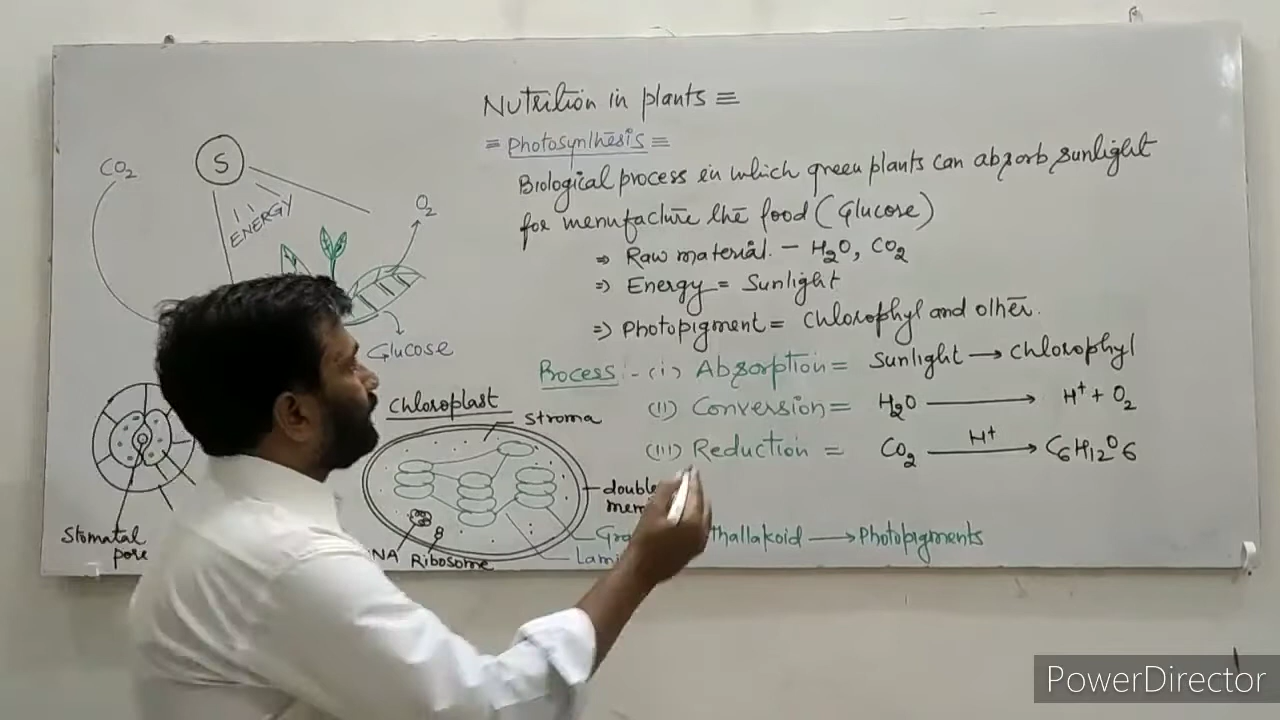 Nutrition in plants
= Photosynthesis =
Biological process in which green plants can absorb sunlight
for menufacture the food (Glucose)
⇒ Raw material. - H₂O, CO₂
⇒ Energy = Sunlight
⇒ Photopigment = Chlorophyl and other.
Process :- (i) Absorption = Sunlight → Chlorophyl
(ii) Conversion = H₂O → H⁺ + O₂
(iii) Reduction = CO₂ H⁺ → C₆H₁₂O₆
CO₂
S
ENERGY
O₂
Glucose
Chloroplast
Stroma
double
Stomatal
pore
NA
Ribosome
thallakoid → Photopigments
PowerDirector